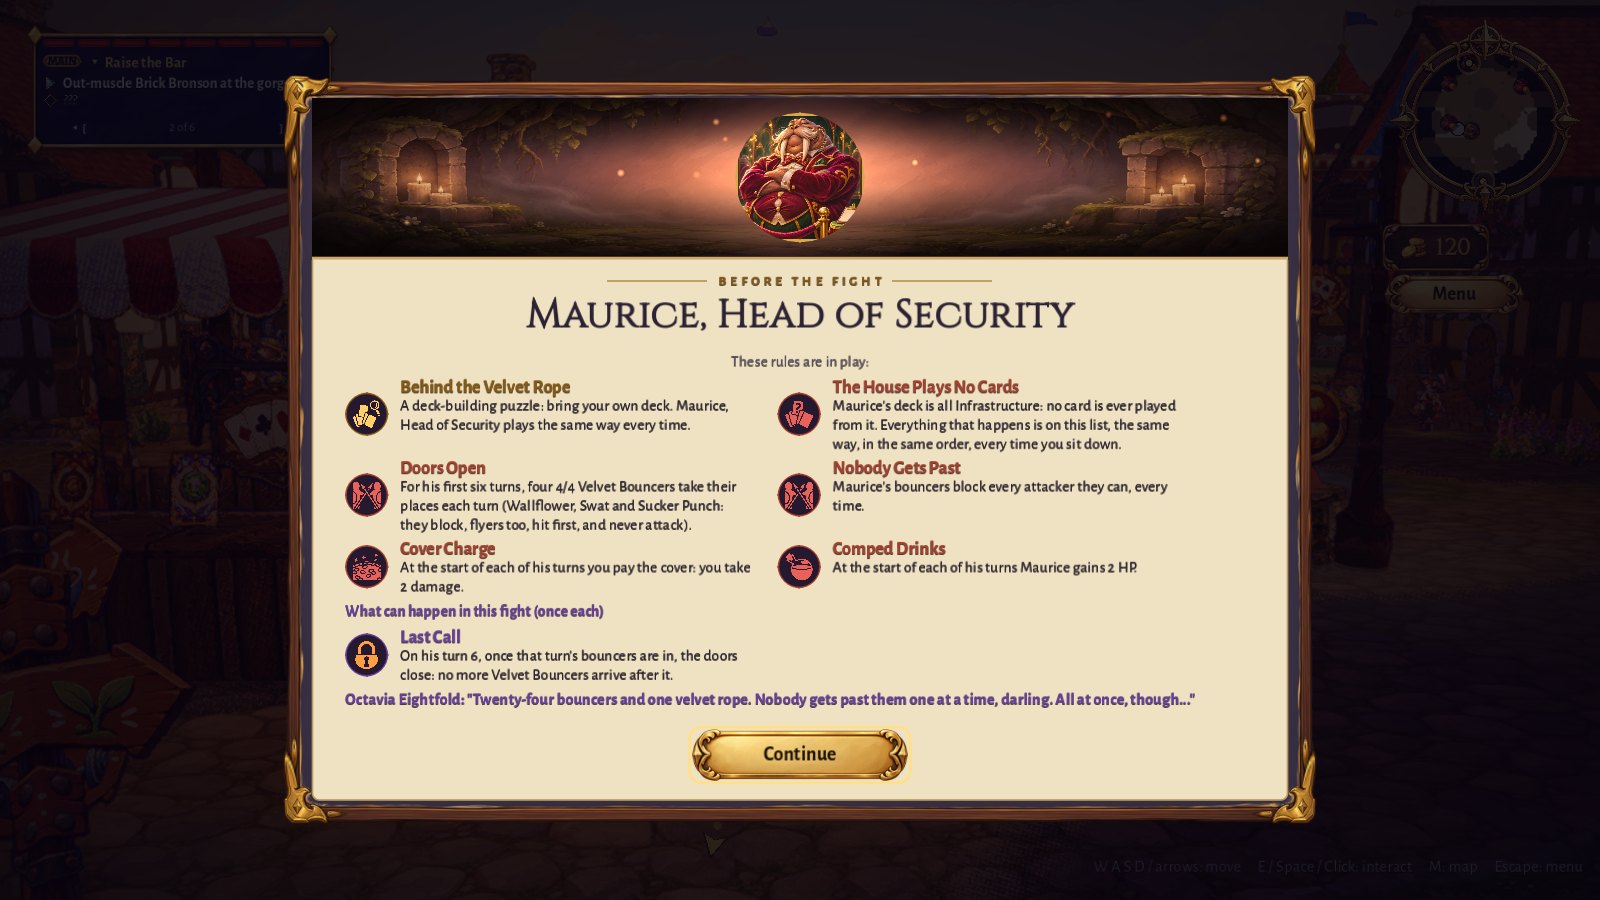 MAIN Raise the Bar
Out-muscle Brick Bronson at the gorg
???
2 of 6
120
Menu
BEFORE THE FIGHT
MAURICE, HEAD OF SECURITY
These rules are in play:
Behind the Velvet Rope
A deck-building puzzle: bring your own deck. Maurice,
Head of Security plays the same way every time.
The House Plays No Cards
Maurice's deck is all Infrastructure: no card is ever played
from it. Everything that happens is on this list, the same
way, in the same order, every time you sit down.
Doors Open
For his first six turns, four 4/4 Velvet Bouncers take their
places each turn (Wallflower, Swat and Sucker Punch:
they block, flyers too, hit first, and never attack).
Nobody Gets Past
Maurice's bouncers block every attacker they can, every
time.
Cover Charge
At the start of each of his turns you pay the cover: you take
2 damage.
Comped Drinks
At the start of each of his turns Maurice gains 2 HP.
What can happen in this fight (once each)
Last Call
On his turn 6, once that turn's bouncers are in, the doors
close: no more Velvet Bouncers arrive after it.
Octavia Eightfold: "Twenty-four bouncers and one velvet rope. Nobody gets past them one at a time, darling. All at once, though..."
Continue
W A S D / arrows: move E / Space / Click: interact M: map Escape: menu